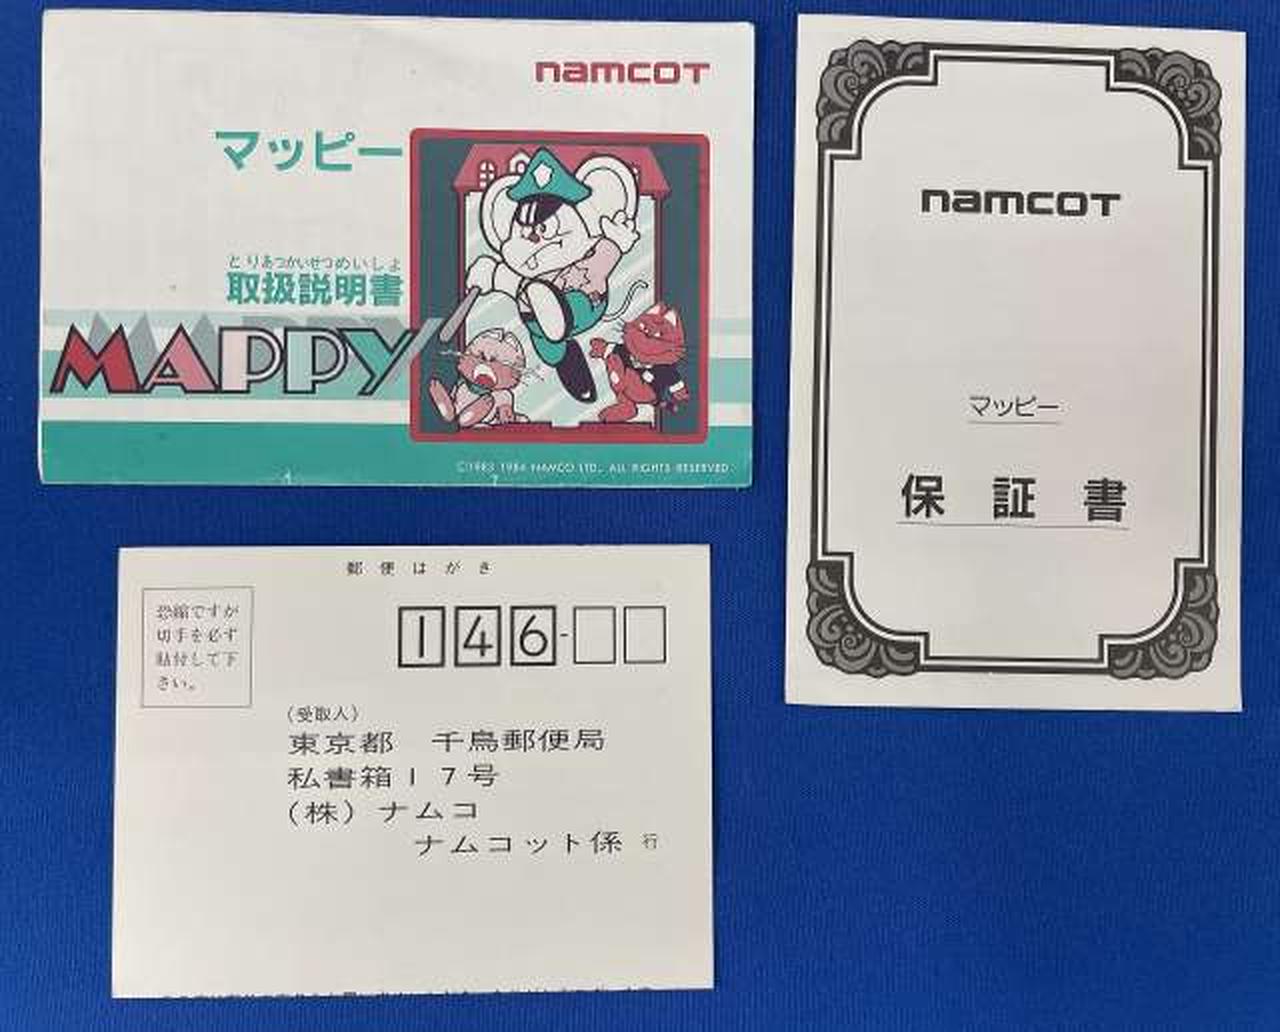 namcot
マッピー
とりあつかいせつめいしょ
取扱説明書
MAPPY
©1983 1984 NAMCO LTD., ALL RIGHTS RESERVED
namcot
マッピー
保証書
郵便はがき
恐縮ですが
切手を必ず
貼付して下
さい。
146-
(受取人)
東京都 千鳥郵便局
私書箱17号
(株)ナムコ
ナムコット係 行